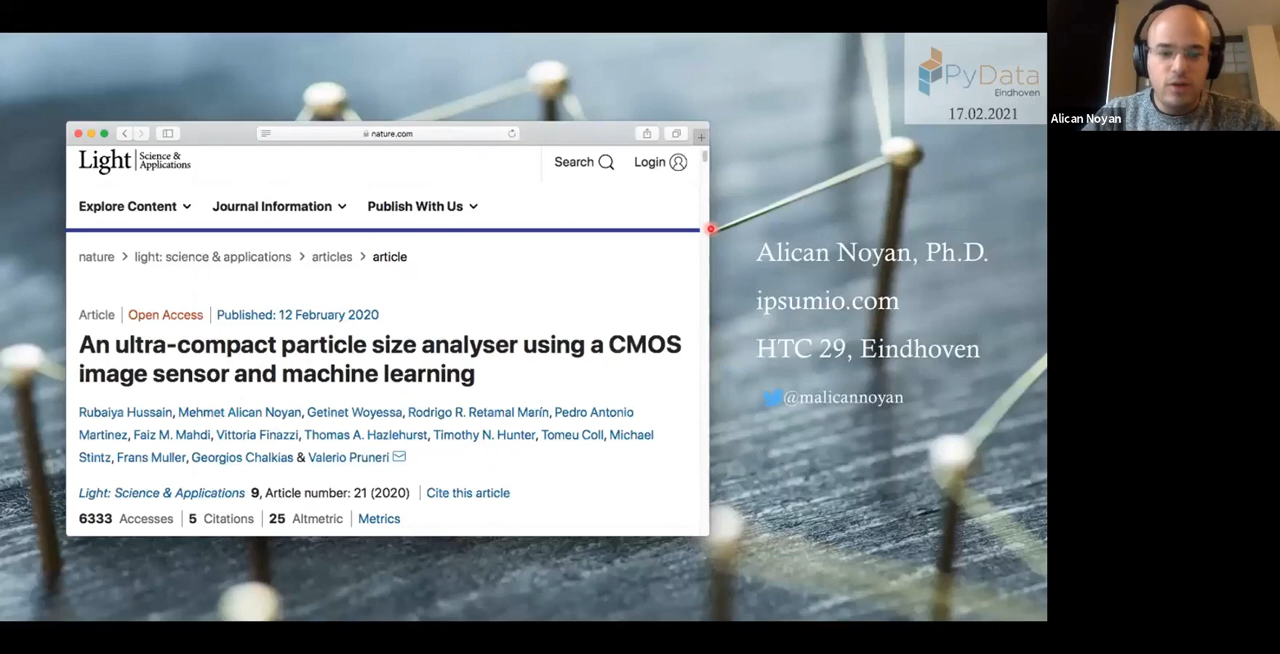 PyData
Eindhoven
17.02.2021
Alican Noyan
nature.com
Light Science & Applications
Search
Login
Explore Content
Journal Information
Publish With Us
nature > light: science & applications > articles > article
Article | Open Access | Published: 12 February 2020
An ultra-compact particle size analyser using a CMOS
image sensor and machine learning
Rubaiya Hussain, Mehmet Alican Noyan, Getinet Woyessa, Rodrigo R. Retamal Marín, Pedro Antonio
Martinez, Faiz M. Mahdi, Vittoria Finazzi, Thomas A. Hazlehurst, Timothy N. Hunter, Tomeu Coll, Michael
Stintz, Frans Muller, Georgios Chalkias & Valerio Pruneri
Light: Science & Applications 9, Article number: 21 (2020) | Cite this article
6333 Accesses | 5 Citations | 25 Altmetric | Metrics
Alican Noyan, Ph.D.
ipsumio.com
HTC 29, Eindhoven
@malicannoyan